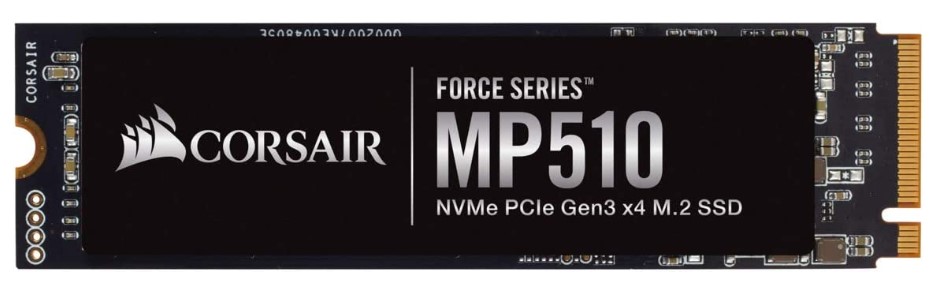 CORSAIR
CORSAIR
FORCE SERIES™
MP510
NVMe PCIe Gen3 x4 M.2 SSD